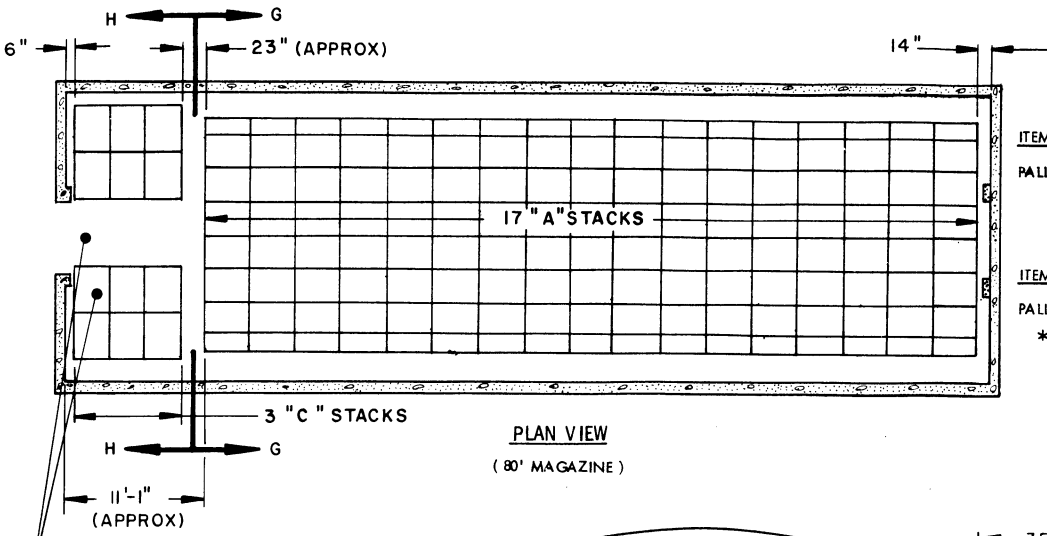 H G
6" 23" (APPROX) 14"
ITEM
PALL
17 "A" STACKS
ITEM
PALL
*
3 "C" STACKS
H G
PLAN VIEW
(80' MAGAZINE)
11'-1"
(APPROX)